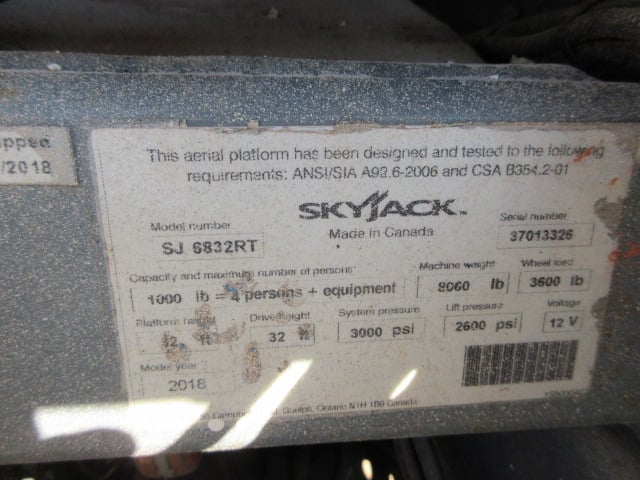 /2018
This aerial platform has been designed and tested to the following
requirements: ANSI/SIA A92.6-2006 and CSA B354.2-01
SKYJACK
Made in Canada
Model number
SJ 6832RT
Serial number
37013326
Capacity and maximum number of persons
1000 lb = 4 persons + equipment
Machine weight
8060 lb
Wheel load
3600 lb
Platform height
ft
Drive height
32 ft
System pressure
3000 psi
Lift pressure
2600 psi
Voltage
12 V
Model year
2018
Guelph, Ontario N1H 1B9 Canada